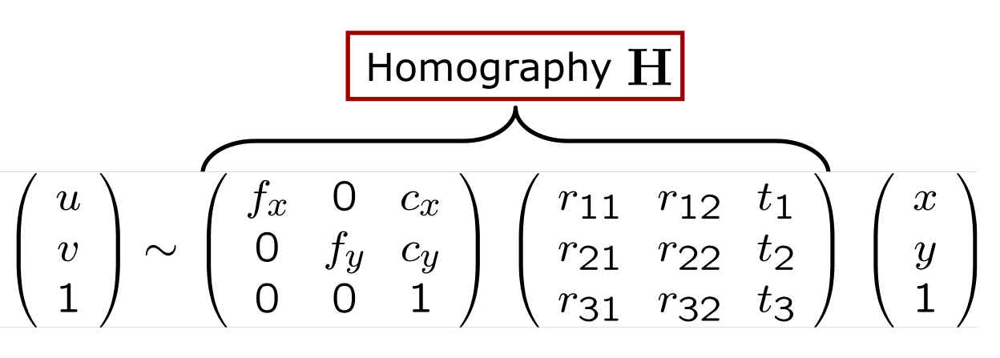 Homography H
( u ) ~ ( f_x 0 c_x ) ( r_11 r_12 t_1 ) ( x )
( v ) ( 0 f_y c_y ) ( r_21 r_22 t_2 ) ( y )
( 1 ) ( 0 0 1 ) ( r_31 r_32 t_3 ) ( 1 )